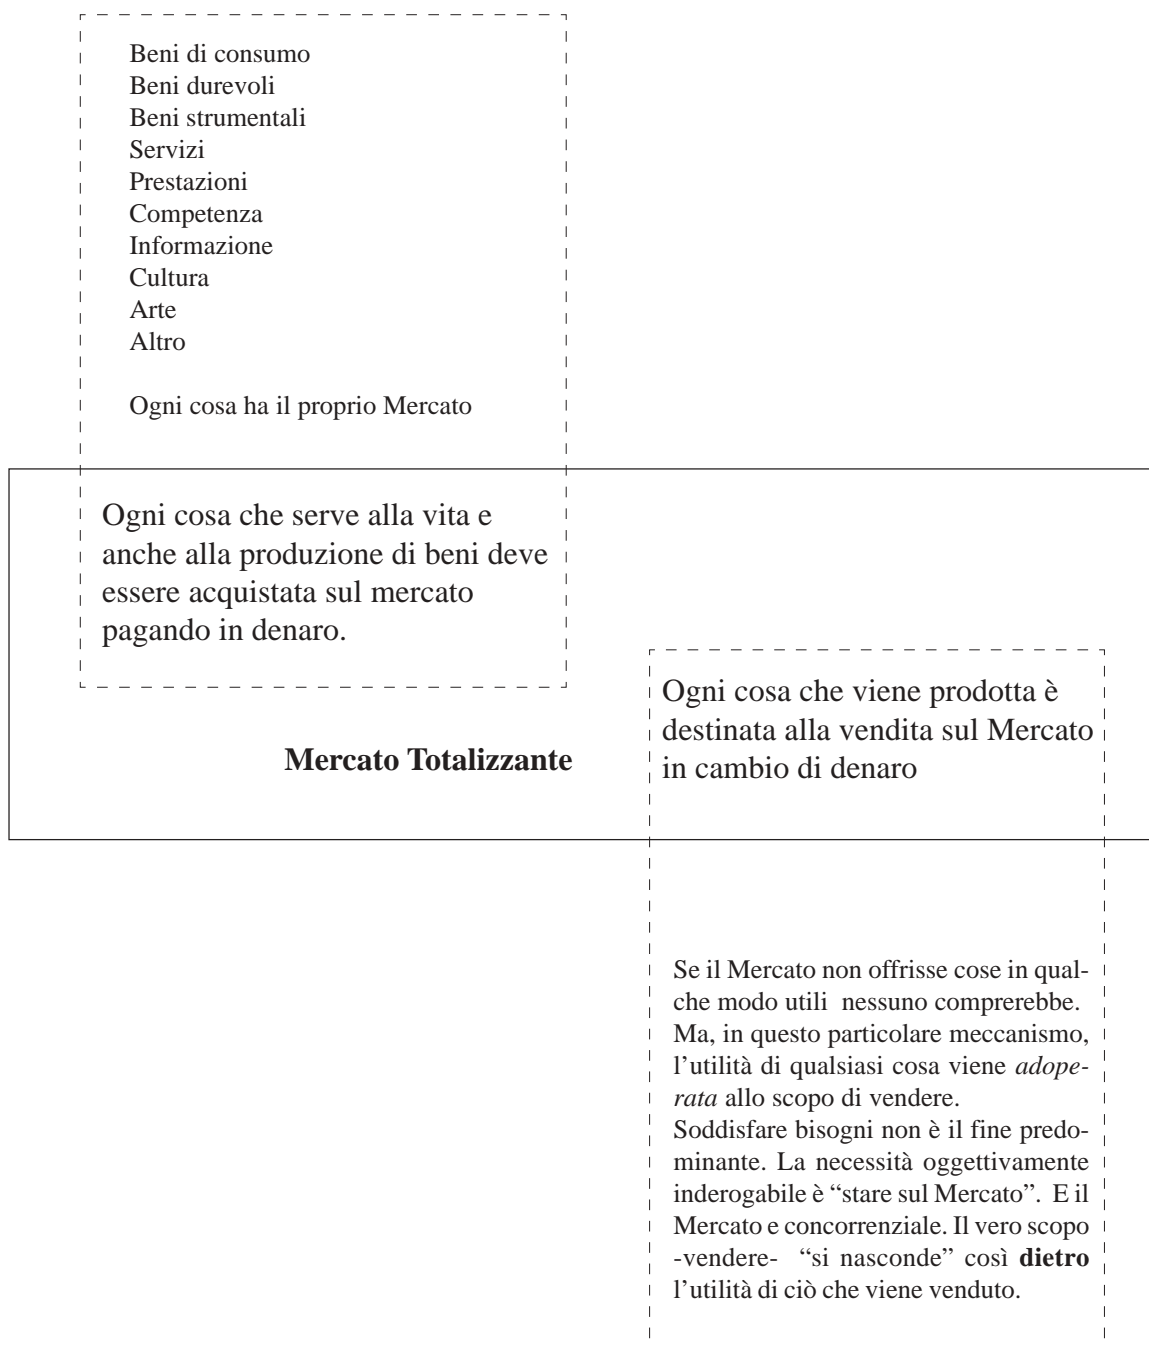 Beni di consumo
Beni durevoli
Beni strumentali
Servizi
Prestazioni
Competenza
Informazione
Cultura
Arte
Altro
Ogni cosa ha il proprio Mercato
Ogni cosa che serve alla vita e
anche alla produzione di beni deve
essere acquistata sul mercato
pagando in denaro.
Mercato Totalizzante
Ogni cosa che viene prodotta è
destinata alla vendita sul Mercato
in cambio di denaro
Se il Mercato non offrisse cose in qual-
che modo utili  nessuno comprerebbe.
Ma, in questo particolare meccanismo,
l’utilità di qualsiasi cosa viene adope-
rata allo scopo di vendere.
Soddisfare bisogni non è il fine predo-
minante. La necessità oggettivamente
inderogabile è “stare sul Mercato”.  E il
Mercato e concorrenziale. Il vero scopo
-vendere-  “si nasconde” così dietro
l’utilità di ciò che viene venduto.